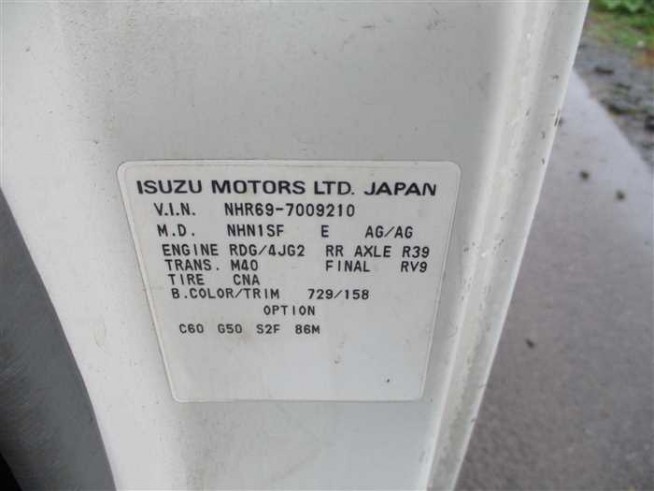 ISUZU MOTORS LTD. JAPAN
V.I.N. NHR69-7009210
M.D. NHN1SF E AG/AG
ENGINE RDG/4JG2 RR AXLE R39
TRANS. M40 FINAL RV9
TIRE CNA
B.COLOR/TRIM 729/158
OPTION
C60 G50 S2F 86M